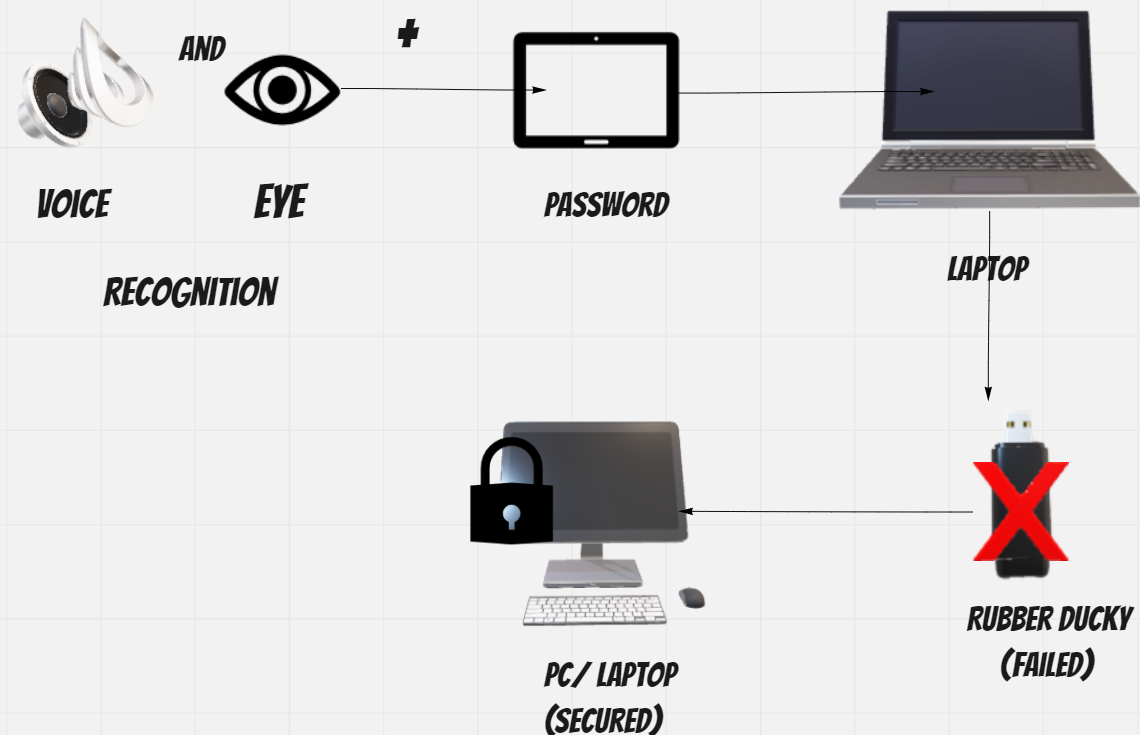 AND
+
VOICE
EYE
PASSWORD
RECOGNITION
LAPTOP
RUBBER DUCKY
(FAILED)
PC/ LAPTOP
(SECURED)